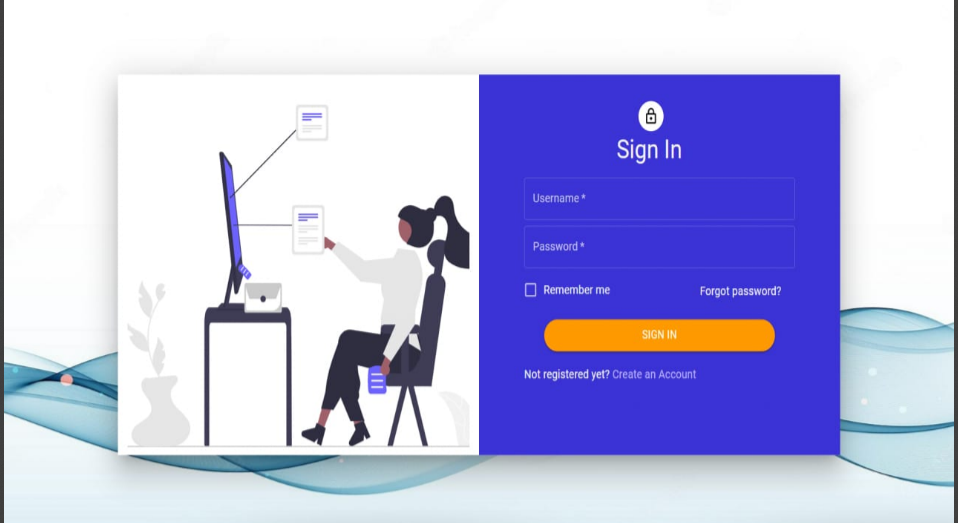 Sign In
Username *
Password *
Remember me
Forgot password?
SIGN IN
Not registered yet? Create an Account